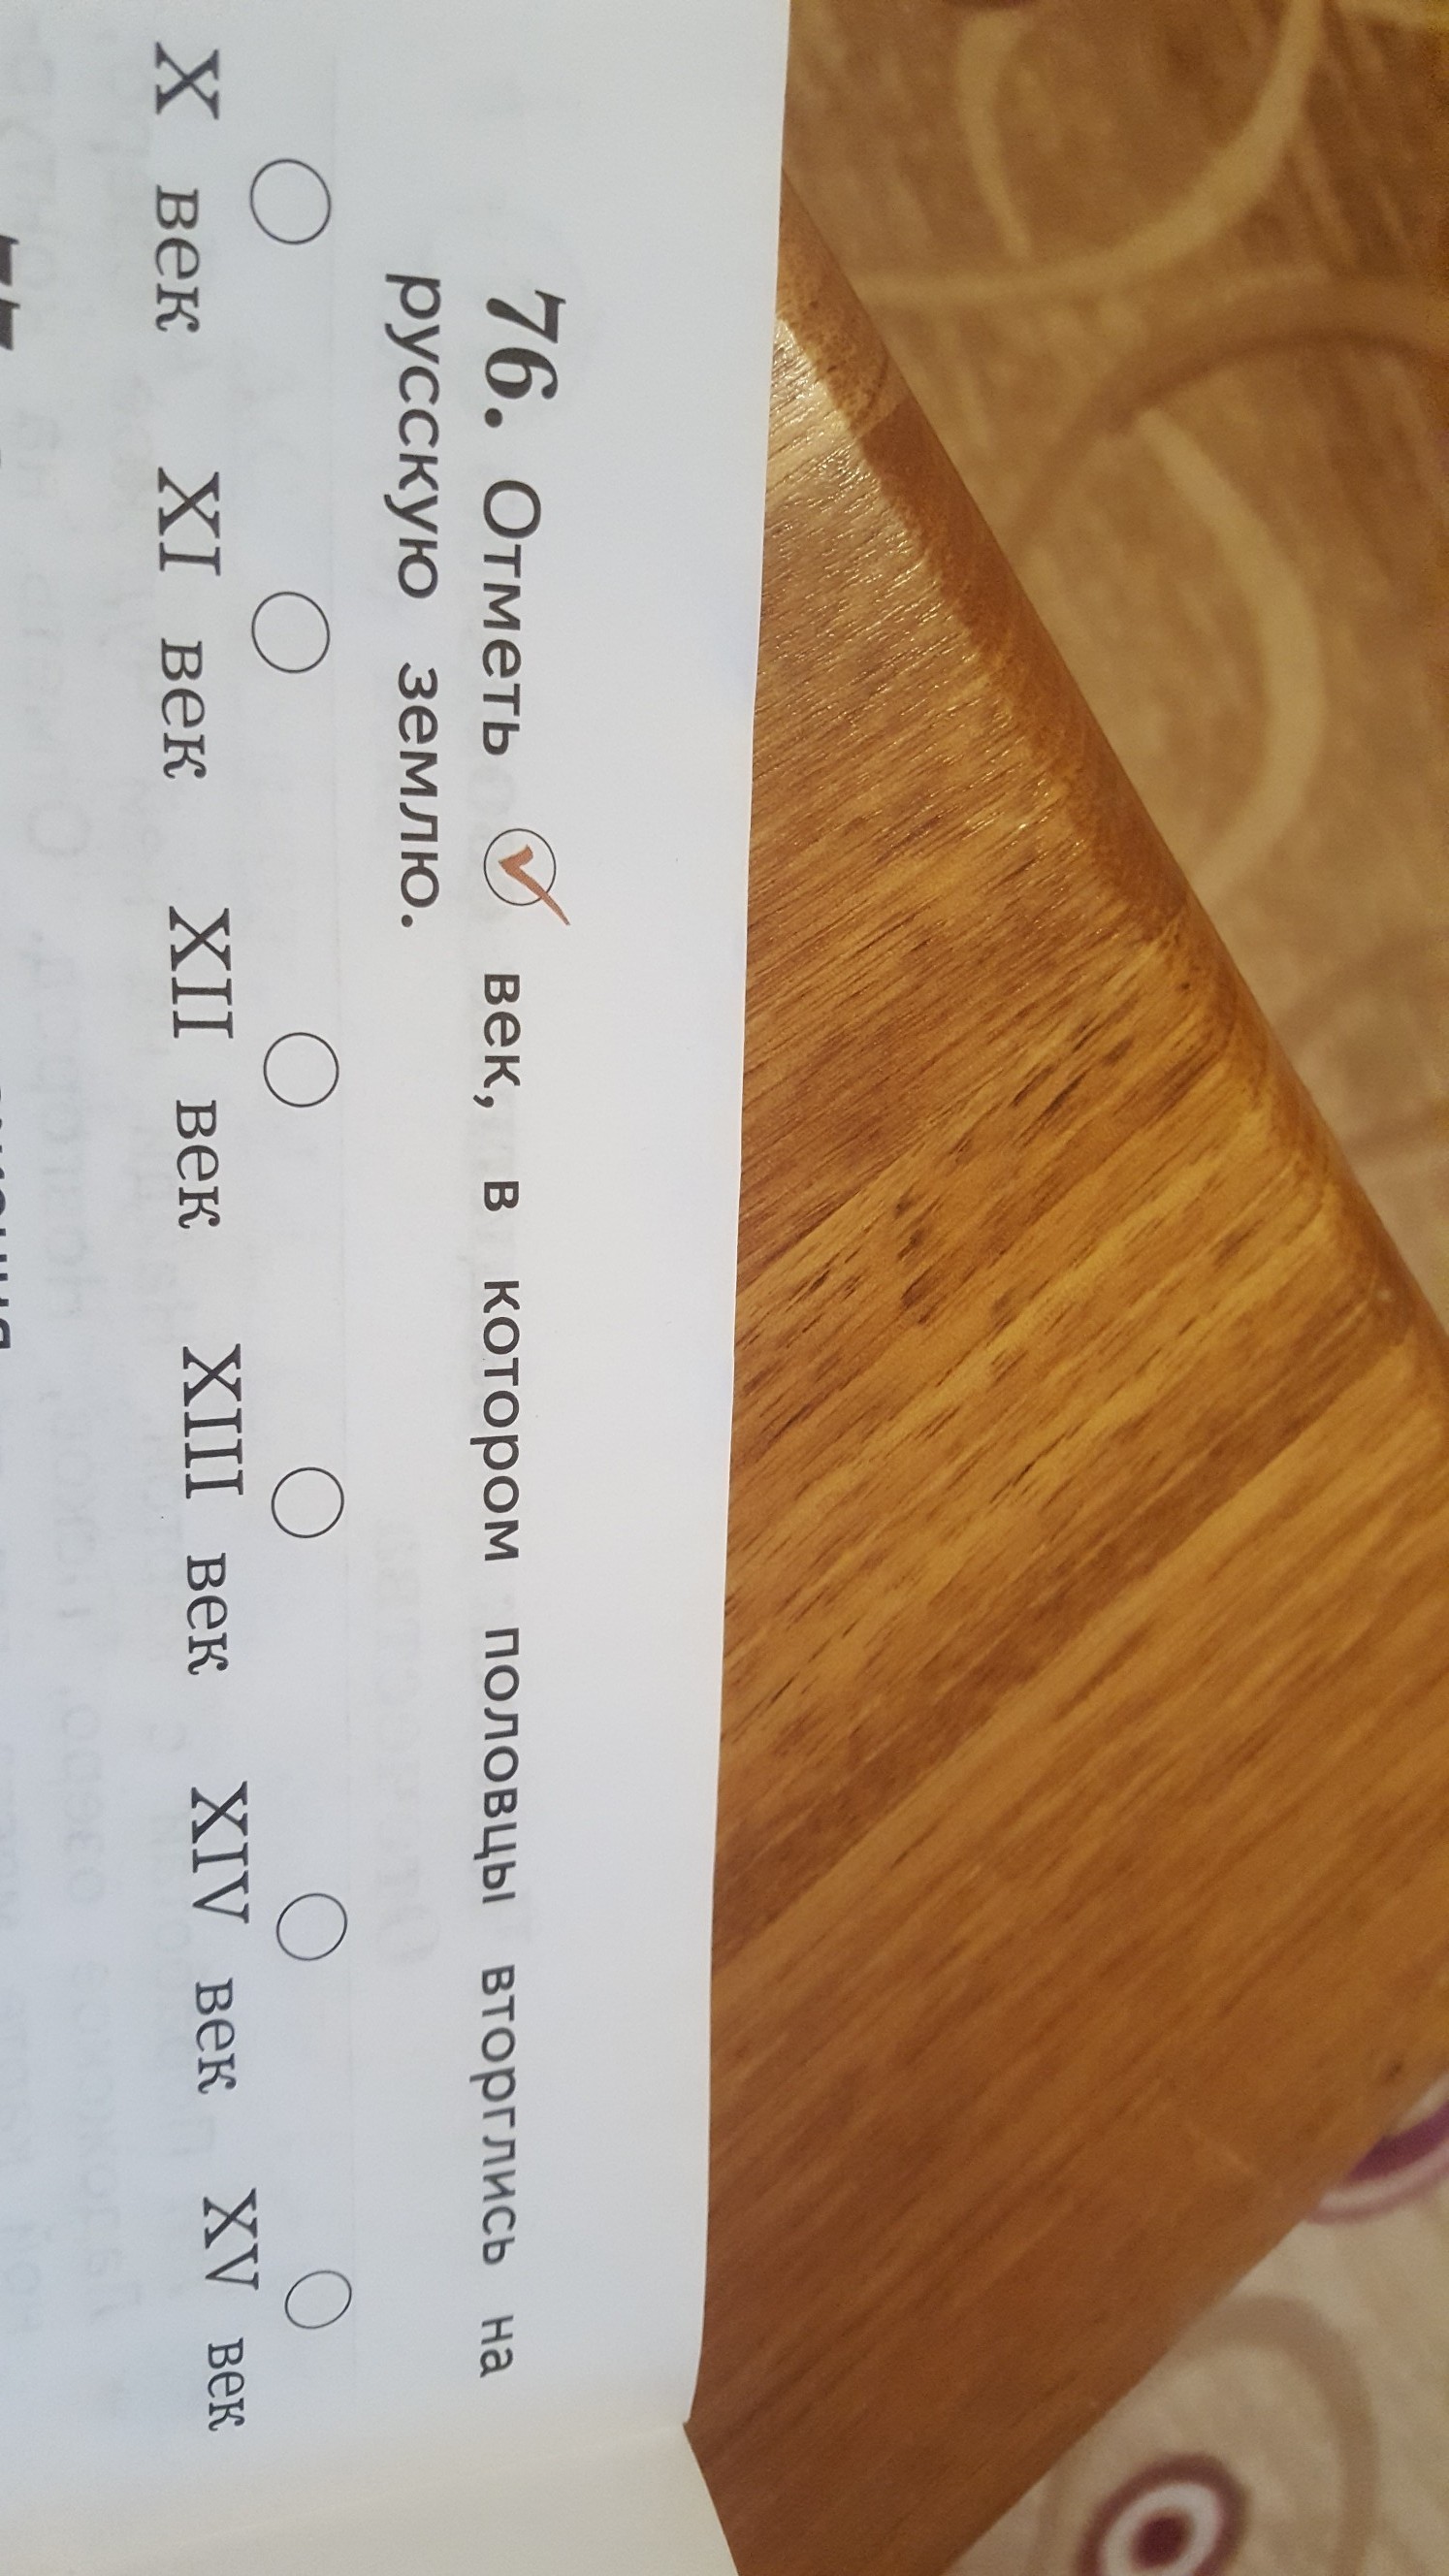 76. Отметь век, в котором половцы вторглись на
русскую землю.
X век XI век XII век XIII век XIV век XV век